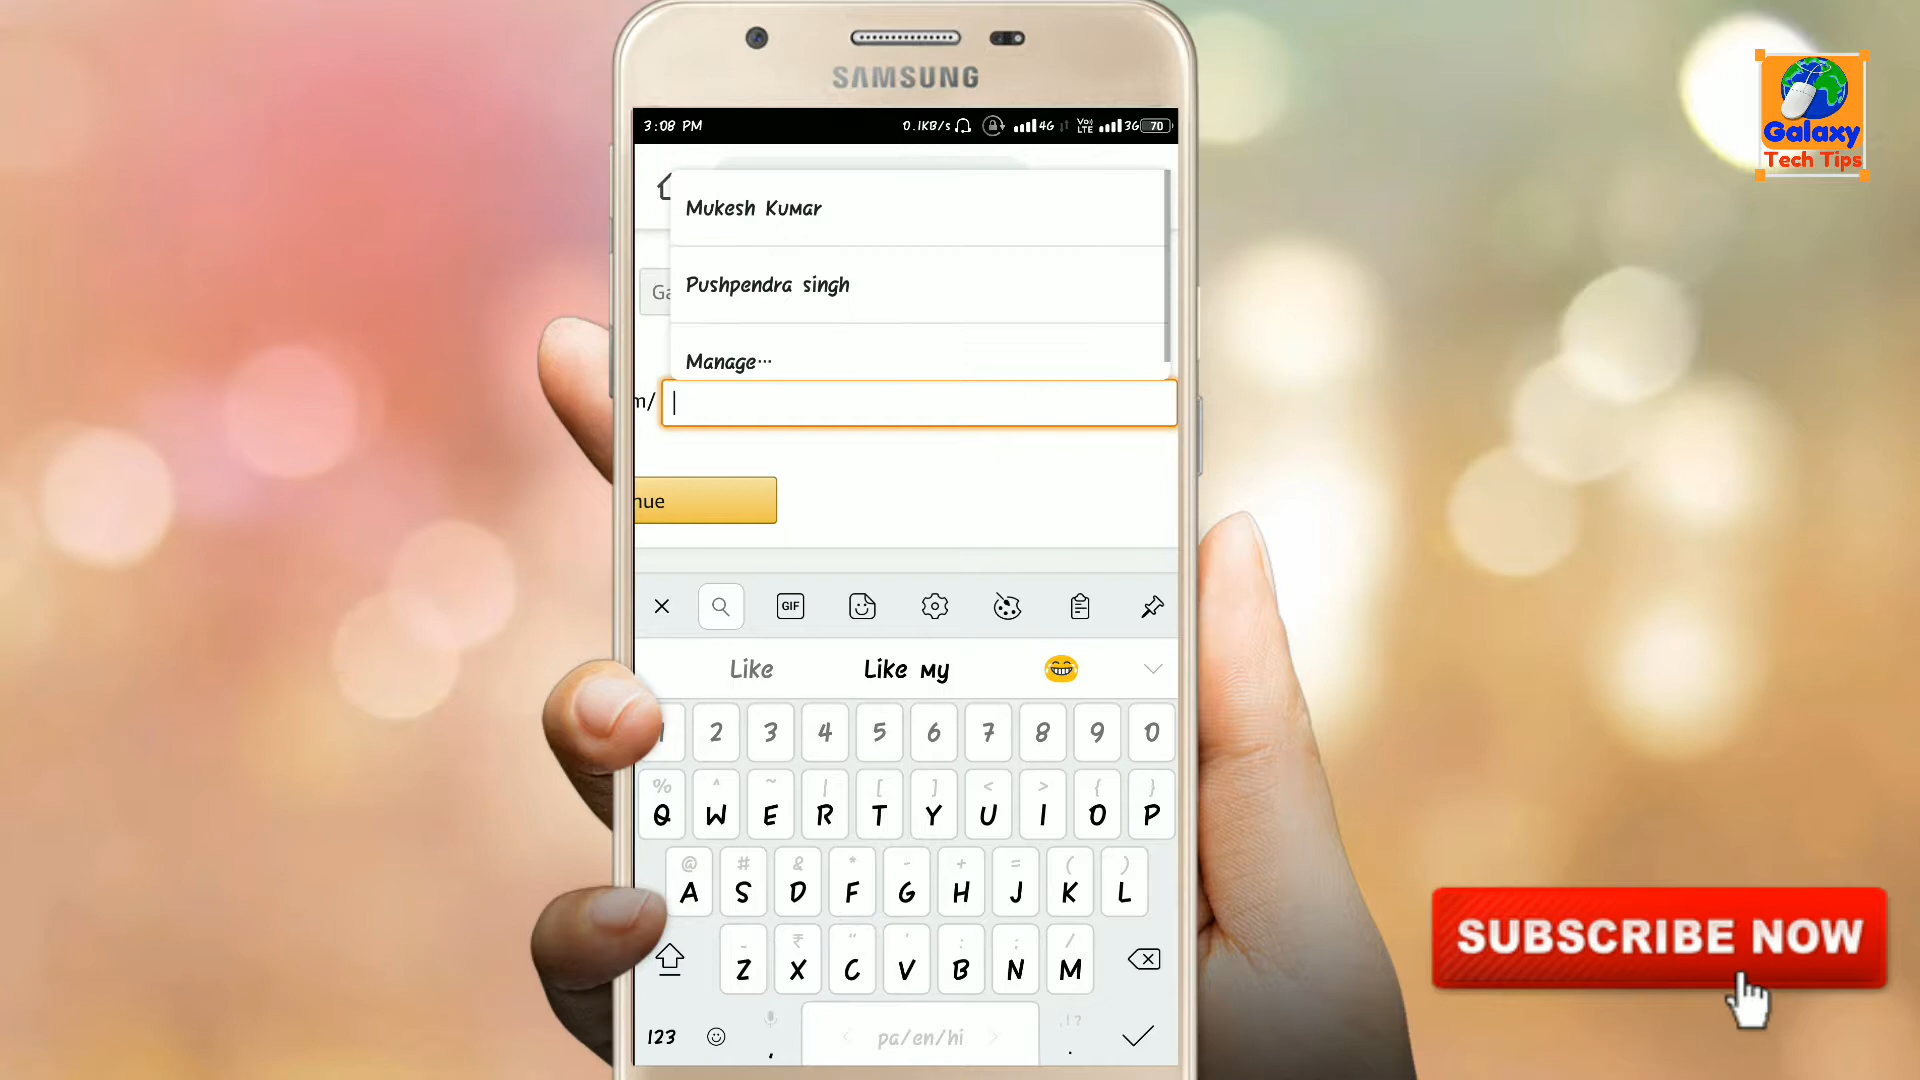 SAMSUNG
3:08 PM
0.1KB/s 4G Vo) LTE 3G 70
Mukesh Kumar
Pushpendra singh
Ga
Manage...
m/
nue
GIF
Like Like my
1 2 3 4 5 6 7 8 9 0
% ^ ~ | [ ] < > { }
Q W E R T Y U I O P
@ # & * - + = ( )
A S D F G H J K L
_ ₹ " ' : ; /
Z X C V B N M
123 , < pa/en/hi > .!? .
Galaxy
Tech Tips
SUBSCRIBE NOW